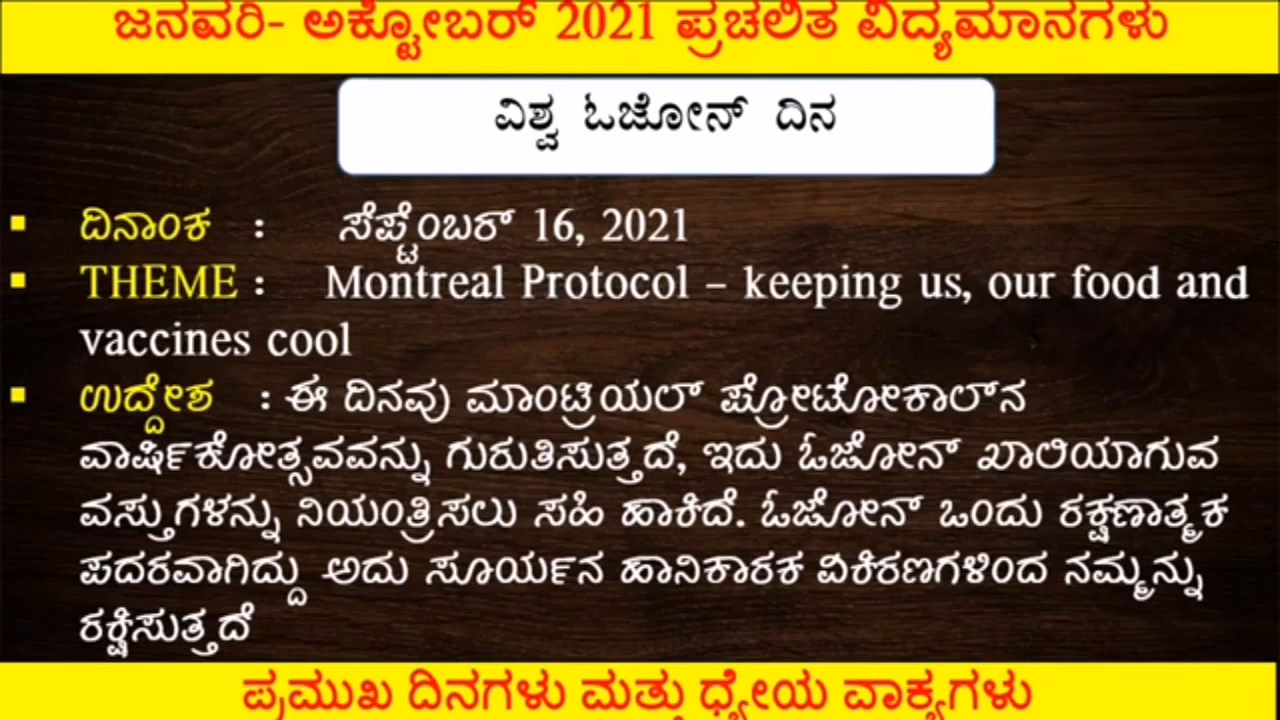 ಜನವರಿ- ಅಕ್ಟೋಬರ್ 2021 ಪ್ರಚಲಿತ ವಿದ್ಯಮಾನಗಳು
ವಿಶ್ವ ಓಜೋನ್ ದಿನ
▪ ದಿನಾಂಕ : ಸೆಪ್ಟೆಂಬರ್ 16, 2021
▪ THEME : Montreal Protocol – keeping us, our food and
vaccines cool
▪ ಉದ್ದೇಶ : ಈ ದಿನವು ಮಾಂಟ್ರಿಯಲ್ ಪ್ರೋಟೋಕಾಲ್‌ನ
ವಾರ್ಷಿಕೋತ್ಸವವನ್ನು ಗುರುತಿಸುತ್ತದೆ, ಇದು ಓಜೋನ್ ಖಾಲಿಯಾಗುವ
ವಸ್ತುಗಳನ್ನು ನಿಯಂತ್ರಿಸಲು ಸಹಿ ಹಾಕಿದೆ. ಓಜೋನ್ ಒಂದು ರಕ್ಷಣಾತ್ಮಕ
ಪದರವಾಗಿದ್ದು ಅದು ಸೂರ್ಯನ ಹಾನಿಕಾರಕ ವಿಕಿರಣಗಳಿಂದ ನಮ್ಮನ್ನು
ರಕ್ಷಿಸುತ್ತದೆ
ಪ್ರಮುಖ ದಿನಗಳು ಮತ್ತು ಧ್ಯೇಯ ವಾಕ್ಯಗಳು